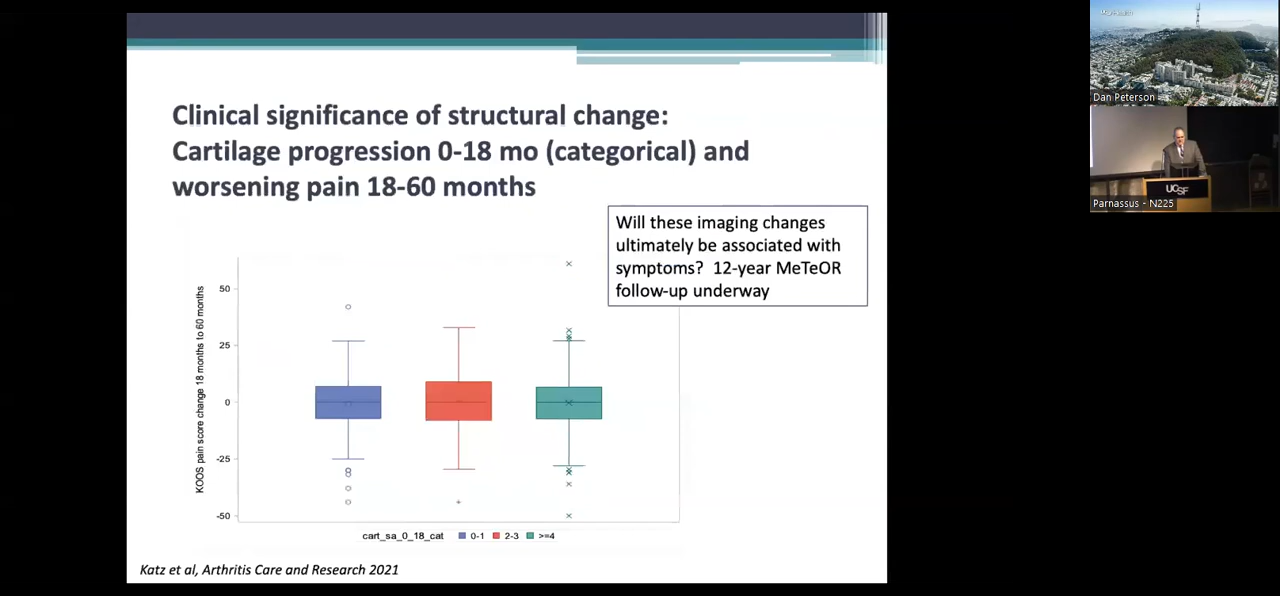 Clinical significance of structural change:
Cartilage progression 0-18 mo (categorical) and
worsening pain 18-60 months
Will these imaging changes
ultimately be associated with
symptoms? 12-year MeTeOR
follow-up underway
KOOS pain score change 18 months to 60 months
50
25
0
-25
-50
cart_sa_0_18_cat 0-1 2-3 >=4
Katz et al, Arthritis Care and Research 2021
Dan Peterson
UCSF
Parnassus - N225